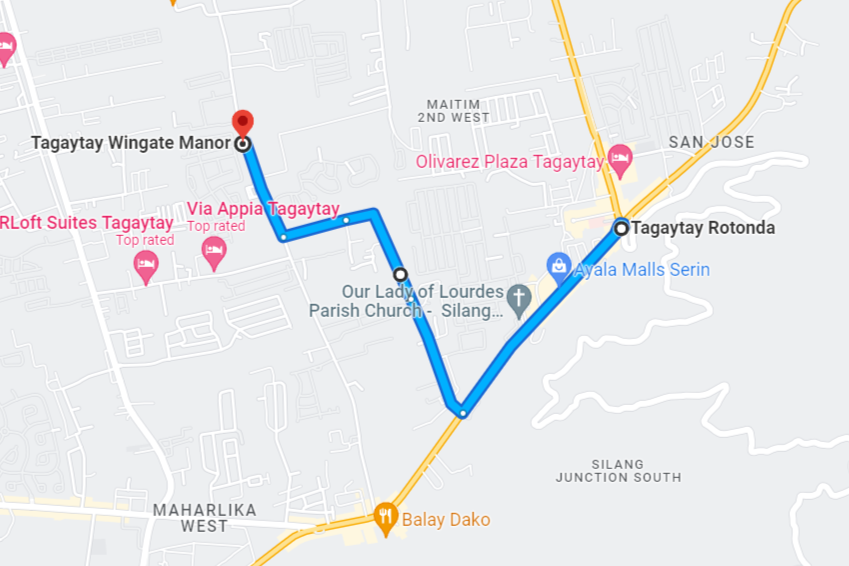 MAITIM
2ND WEST
SAN JOSE
Tagaytay Wingate Manor
Olivarez Plaza Tagaytay
RLoft Suites Tagaytay
Top rated
Via Appia Tagaytay
Top rated
Tagaytay Rotonda
Ayala Malls Serin
Our Lady of Lourdes
Parish Church - Silang...
SILANG
JUNCTION SOUTH
MAHARLIKA
WEST
Balay Dako